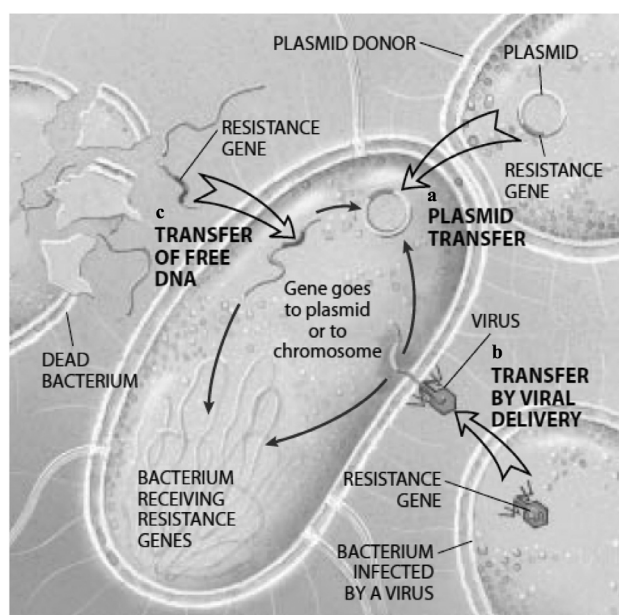 PLASMID DONOR
PLASMID
RESISTANCE
GENE
RESISTANCE
GENE
a
PLASMID
TRANSFER
c
TRANSFER
OF FREE
DNA
Gene goes
to plasmid
or to
chromosome
DEAD
BACTERIUM
VIRUS
b
TRANSFER
BY VIRAL
DELIVERY
BACTERIUM
RECEIVING
RESISTANCE
GENES
RESISTANCE
GENE
BACTERIUM
INFECTED
BY A VIRUS